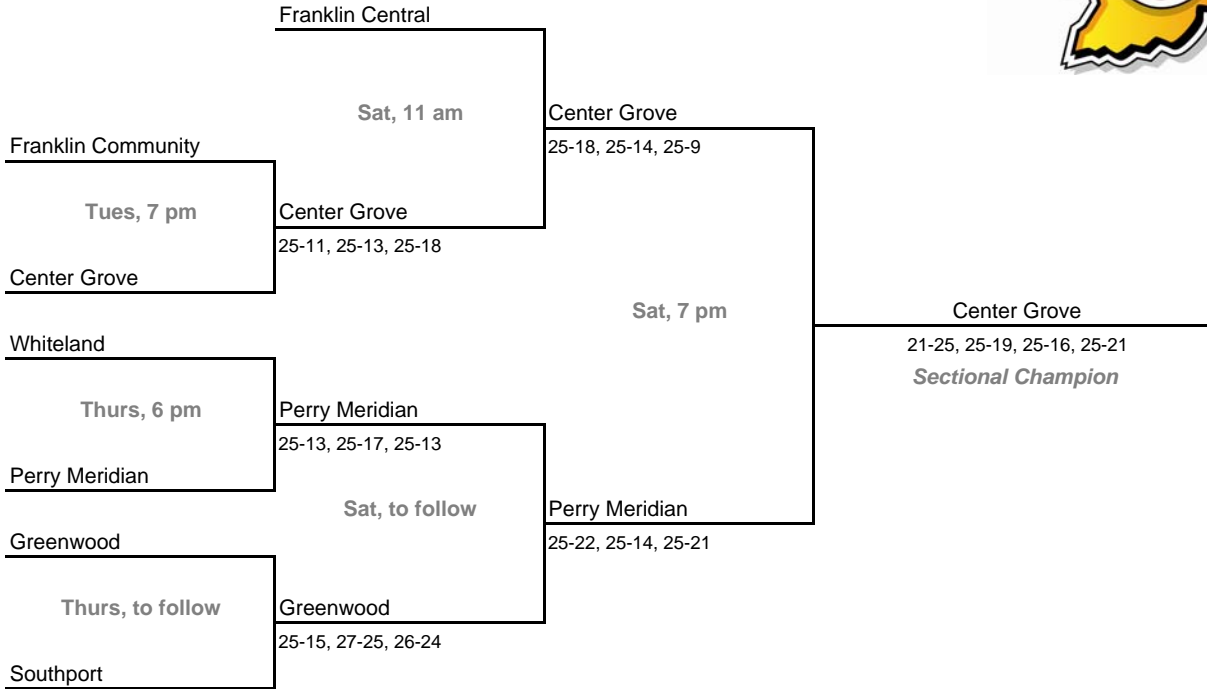 Franklin Central
Sat, 11 am
Center Grove
Franklin Community
25-18, 25-14, 25-9
Tues, 7 pm
Center Grove
25-11, 25-13, 25-18
Center Grove
Sat, 7 pm
Center Grove
Whiteland
21-25, 25-19, 25-16, 25-21
Sectional Champion
Thurs, 6 pm
Perry Meridian
25-13, 25-17, 25-13
Perry Meridian
Sat, to follow
Perry Meridian
Greenwood
25-22, 25-14, 25-21
Thurs, to follow
Greenwood
25-15, 27-25, 26-24
Southport